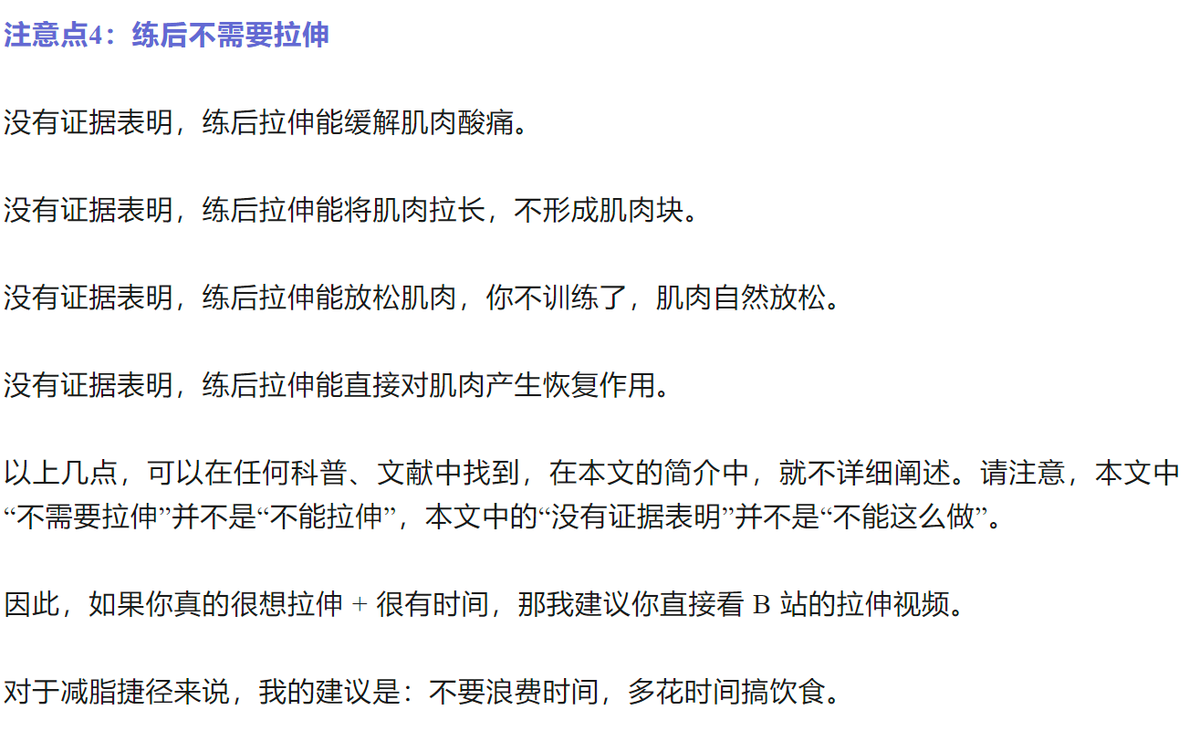 注意点4：练后不需要拉伸
没有证据表明，练后拉伸能缓解肌肉酸痛。
没有证据表明，练后拉伸能将肌肉拉长，不形成肌肉块。
没有证据表明，练后拉伸能放松肌肉，你不训练了，肌肉自然放松。
没有证据表明，练后拉伸能直接对肌肉产生恢复作用。
以上几点，可以在任何科普、文献中找到，在本文的简介中，就不详细阐述。请注意，本文中
“不需要拉伸”并不是“不能拉伸”，本文中的“没有证据表明”并不是“不能这么做”。
因此，如果你真的很想拉伸 + 很有时间，那我建议你直接看 B 站的拉伸视频。
对于减脂捷径来说，我的建议是：不要浪费时间，多花时间搞饮食。